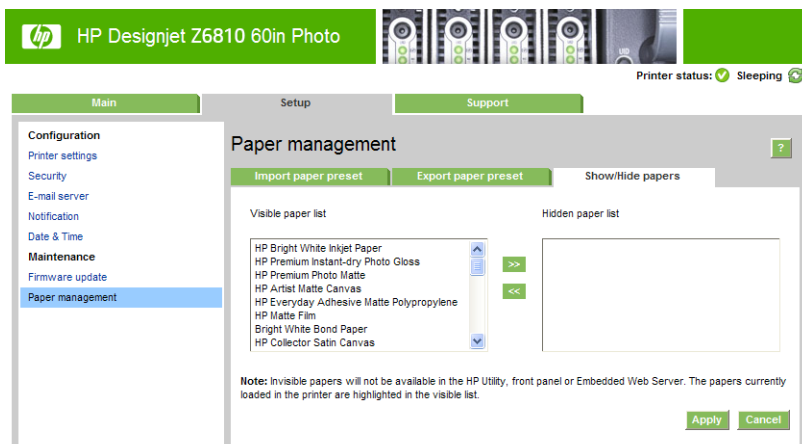 hp HP Designjet Z6810 60in Photo
UID
Printer status: Sleeping
Main Setup Support
Configuration
Printer settings
Security
E-mail server
Notification
Date & Time
Maintenance
Firmware update
Paper management
Paper management
?
Import paper preset Export paper preset Show/Hide papers
Visible paper list Hidden paper list
HP Bright White Inkjet Paper
HP Premium Instant-dry Photo Gloss
HP Premium Photo Matte
HP Artist Matte Canvas
HP Everyday Adhesive Matte Polypropylene
HP Matte Film
Bright White Bond Paper
HP Collector Satin Canvas
>>
<<
Note: Invisible papers will not be available in the HP Utility, front panel or Embedded Web Server. The papers currently
loaded in the printer are highlighted in the visible list.
Apply Cancel